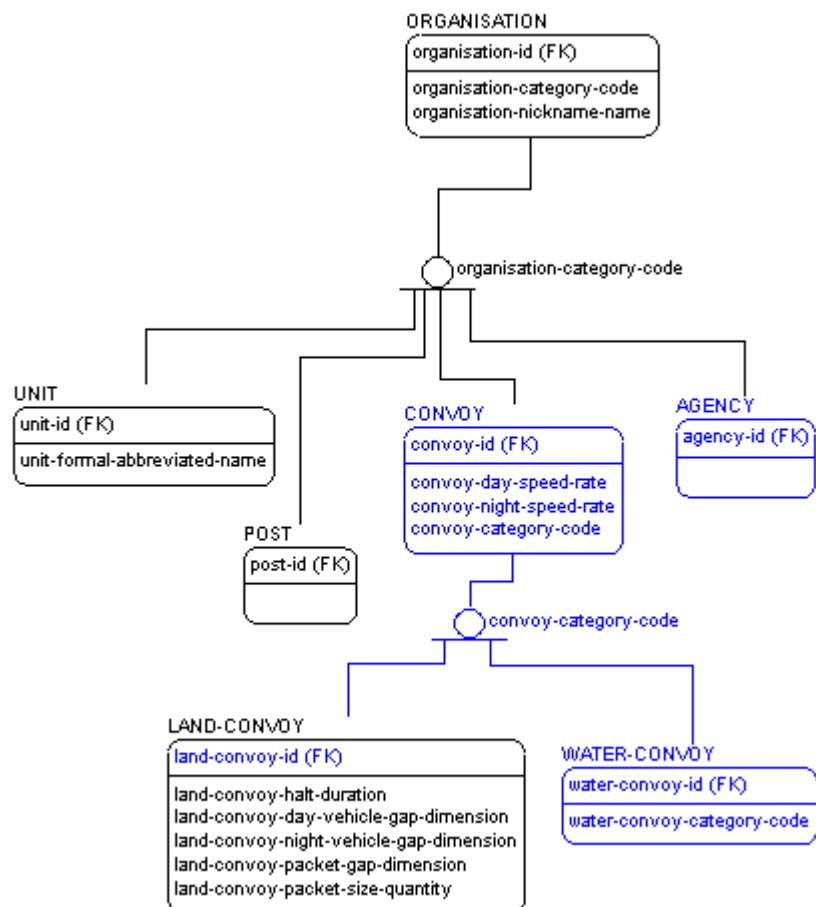 ORGANISATION
organisation-id (FK)
organisation-category-code
organisation-nickname-name
organisation-category-code
UNIT
unit-id (FK)
unit-formal-abbreviated-name
POST
post-id (FK)
CONVOY
convoy-id (FK)
convoy-day-speed-rate
convoy-night-speed-rate
convoy-category-code
AGENCY
agency-id (FK)
convoy-category-code
LAND-CONVOY
land-convoy-id (FK)
land-convoy-halt-duration
land-convoy-day-vehicle-gap-dimension
land-convoy-night-vehicle-gap-dimension
land-convoy-packet-gap-dimension
land-convoy-packet-size-quantity
WATER-CONVOY
water-convoy-id (FK)
water-convoy-category-code